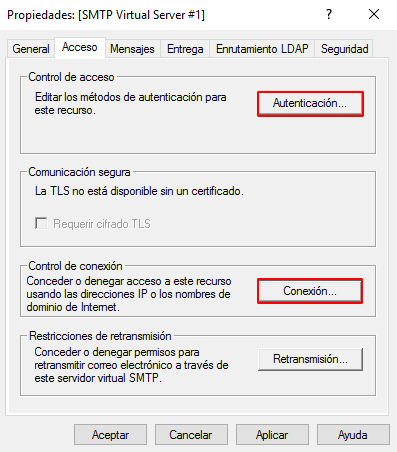 Propiedades: [SMTP Virtual Server #1]
?
General Acceso Mensajes Entrega Enrutamiento LDAP Seguridad
Control de acceso
Editar los métodos de autenticación para
este recurso.
Autenticación...
Comunicación segura
La TLS no está disponible sin un certificado.
Requerir cifrado TLS
Control de conexión
Conceder o denegar acceso a este recurso
usando las direcciones IP o los nombres de
dominio de Internet.
Conexión...
Restricciones de retransmisión
Conceder o denegar permisos para
retransmitir correo electrónico a través de
este servidor virtual SMTP.
Retransmisión...
Aceptar Cancelar Aplicar Ayuda